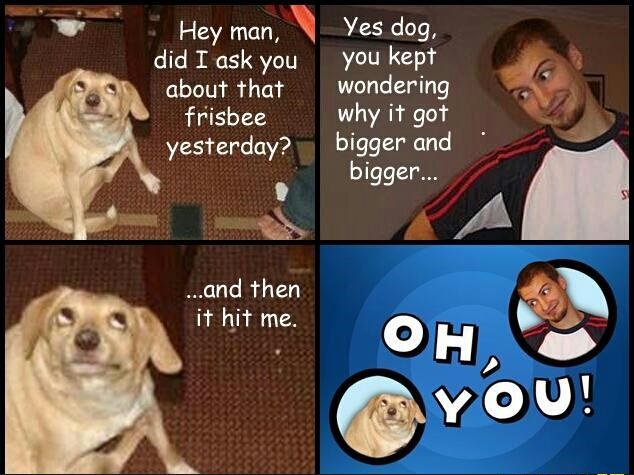 Hey man,
did I ask you
about that
frisbee
yesterday?
Yes dog,
you kept
wondering
why it got
bigger and
bigger...
...and then
it hit me.
OH,
YOU!